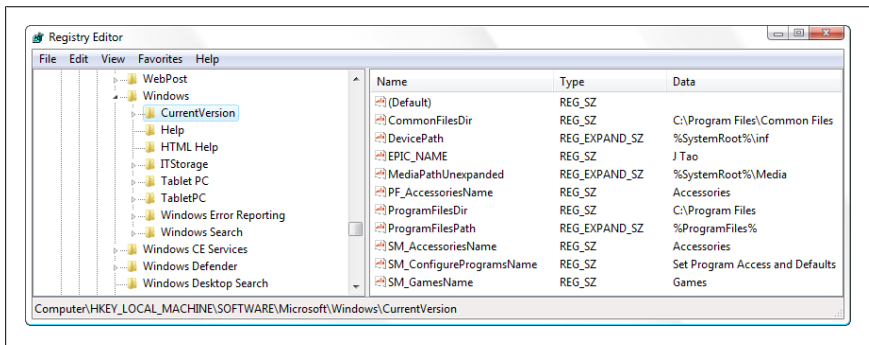 Registry Editor
File Edit View Favorites Help
WebPost
Windows
CurrentVersion
Help
HTML Help
ITStorage
Tablet PC
TabletPC
Windows Error Reporting
Windows Search
Windows CE Services
Windows Defender
Windows Desktop Search
Name Type Data
(Default) REG_SZ
CommonFilesDir REG_SZ C:\Program Files\Common Files
DevicePath REG_EXPAND_SZ %SystemRoot%\inf
EPIC_NAME REG_SZ J Tao
MediaPathUnexpanded REG_EXPAND_SZ %SystemRoot%\Media
PF_AccessoriesName REG_SZ Accessories
ProgramFilesDir REG_SZ C:\Program Files
ProgramFilesPath REG_EXPAND_SZ %ProgramFiles%
SM_AccessoriesName REG_SZ Accessories
SM_ConfigureProgramsName REG_SZ Set Program Access and Defaults
SM_GamesName REG_SZ Games
Computer\HKEY_LOCAL_MACHINE\SOFTWARE\Microsoft\Windows\CurrentVersion